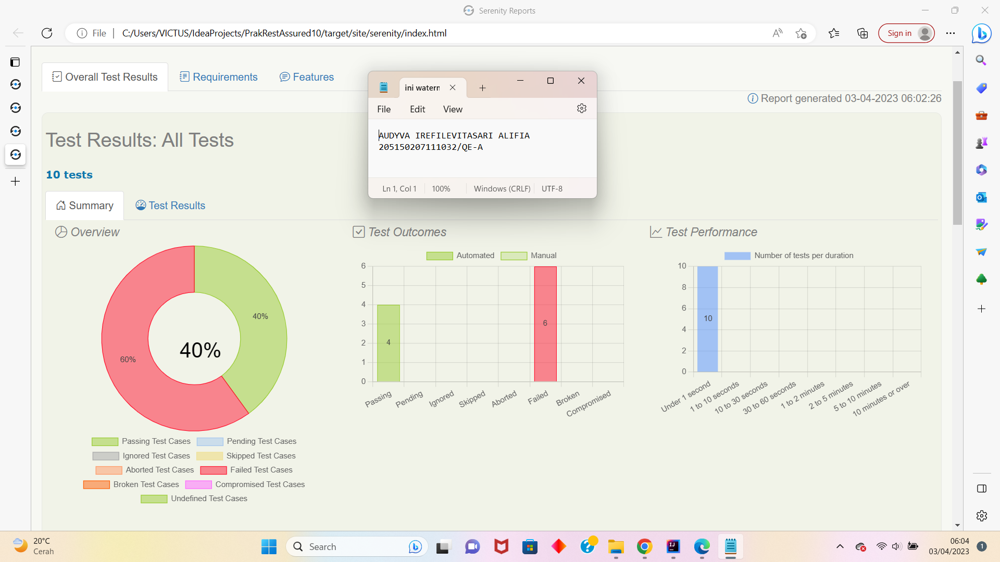 Serenity Reports
File
C:/Users/VICTUS/IdeaProjects/PrakRestAssured10/target/site/serenity/index.html
Sign in
Overall Test Results
Requirements
Features
Report generated 03-04-2023 06:02:26
ini watern
File Edit View
AUDYVA IREFILEVITASARI ALIFIA
205150207111032/QE-A
Ln 1, Col 1
100%
Windows (CRLF)
UTF-8
Test Results: All Tests
10 tests
Summary
Test Results
Overview
40%
60%
40%
Passing Test Cases
Pending Test Cases
Ignored Test Cases
Skipped Test Cases
Aborted Test Cases
Failed Test Cases
Broken Test Cases
Compromised Test Cases
Undefined Test Cases
Test Outcomes
Automated
Manual
6
5
4
3
2
1
0
4
6
Passing
Pending
Ignored
Skipped
Aborted
Failed
Broken
Compromised
Test Performance
Number of tests per duration
10
8
6
4
2
0
10
Under 1 second
1 to 10 seconds
10 to 30 seconds
30 to 60 seconds
1 to 2 minutes
2 to 5 minutes
5 to 10 minutes
10 minutes or over
20°C
Cerah
Search
06:04
03/04/2023
1